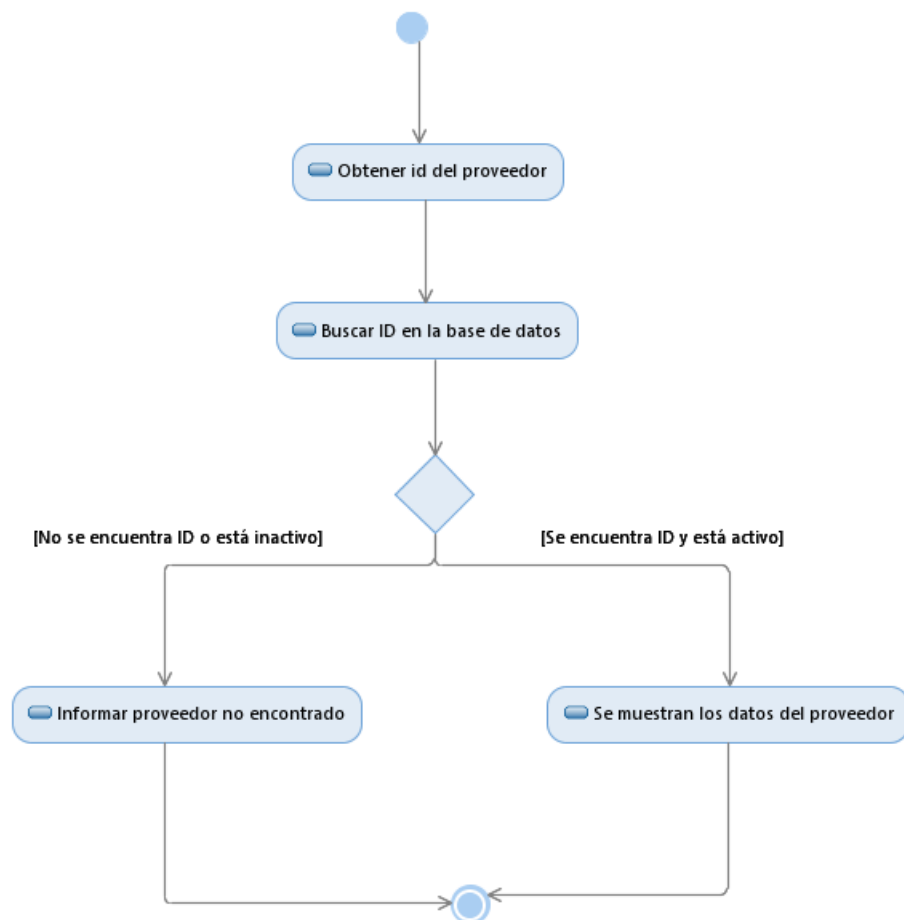 Obtener id del proveedor
Buscar ID en la base de datos
[No se encuentra ID o está inactivo]
[Se encuentra ID y está activo]
Informar proveedor no encontrado
Se muestran los datos del proveedor